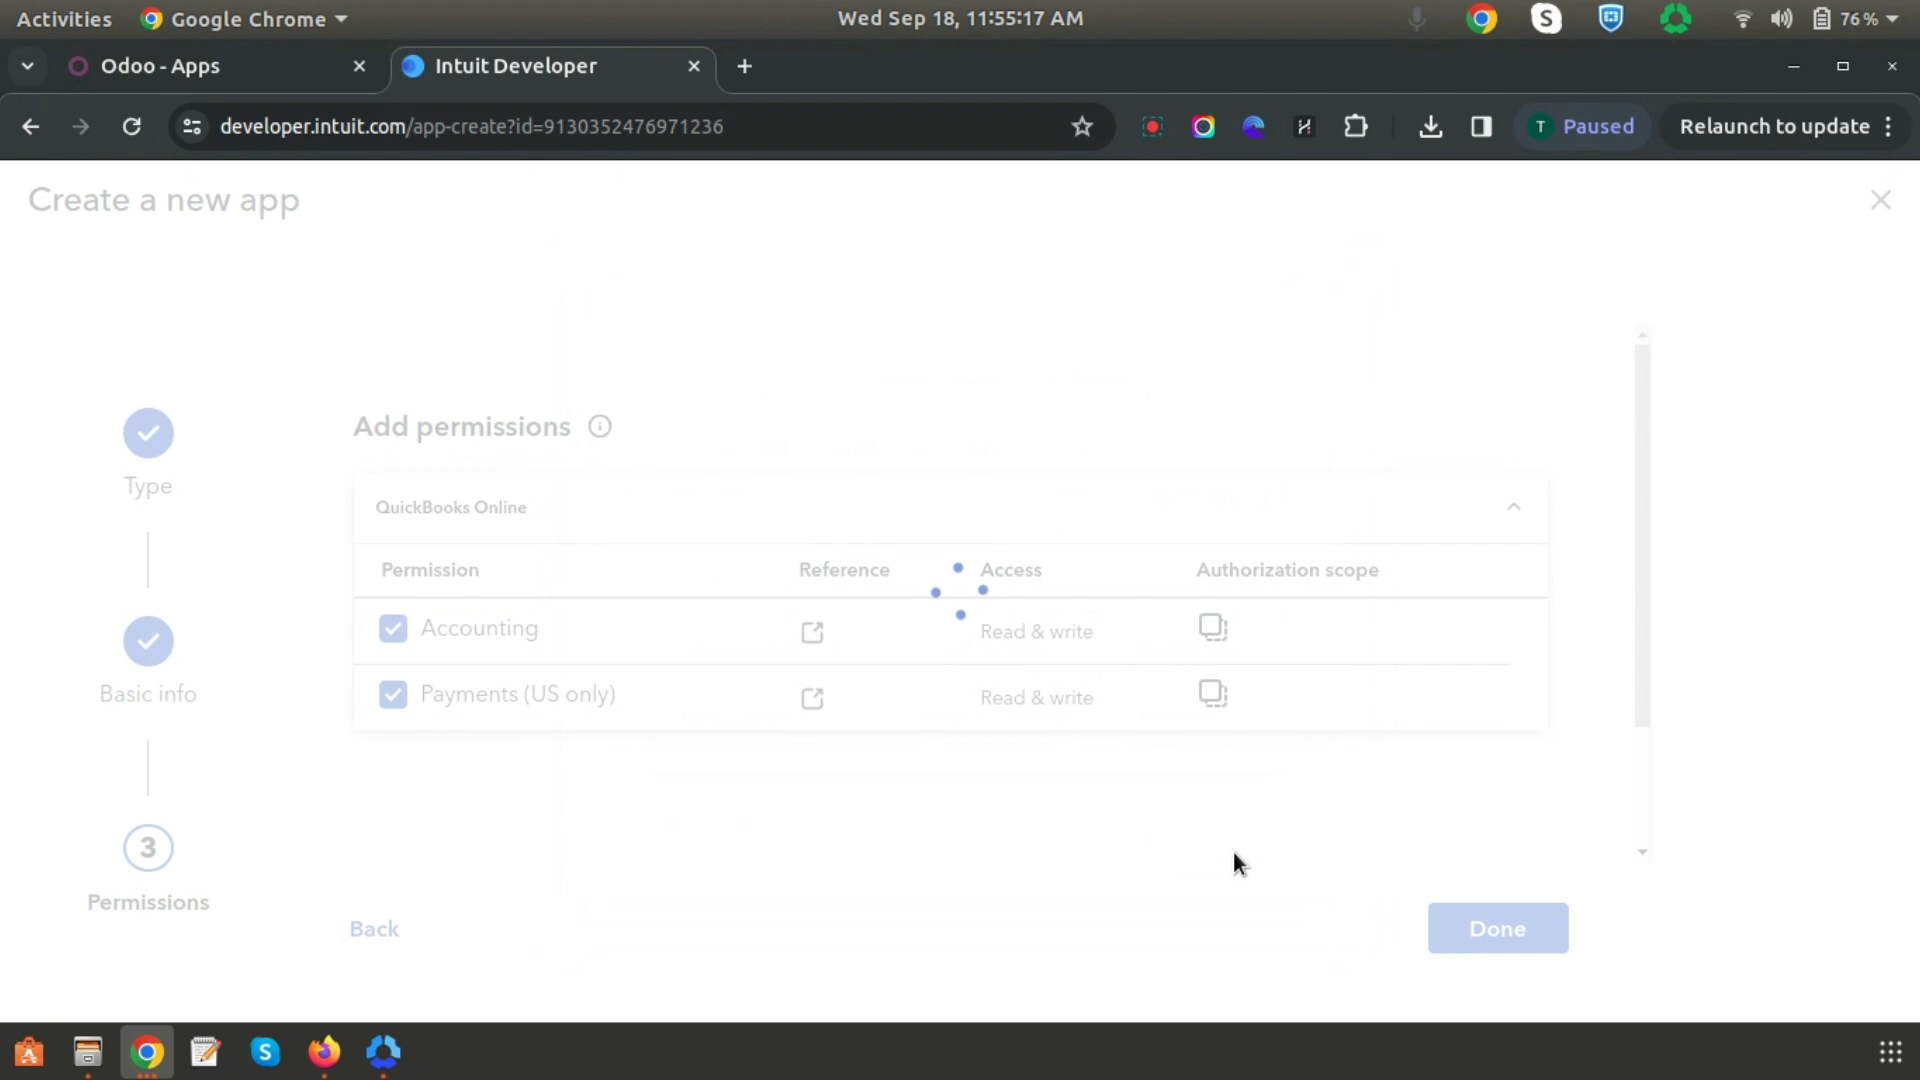 Activities
Google Chrome
Wed Sep 18, 11:55:17 AM
76 %
Odoo - Apps
Intuit Developer
developer.intuit.com/app-create?id=9130352476971236
T Paused
Relaunch to update
Create a new app
Add permissions
Type
QuickBooks Online
Permission Reference Access Authorization scope
Accounting Read & write
Basic info
Payments (US only) Read & write
3
Permissions
Back
Done